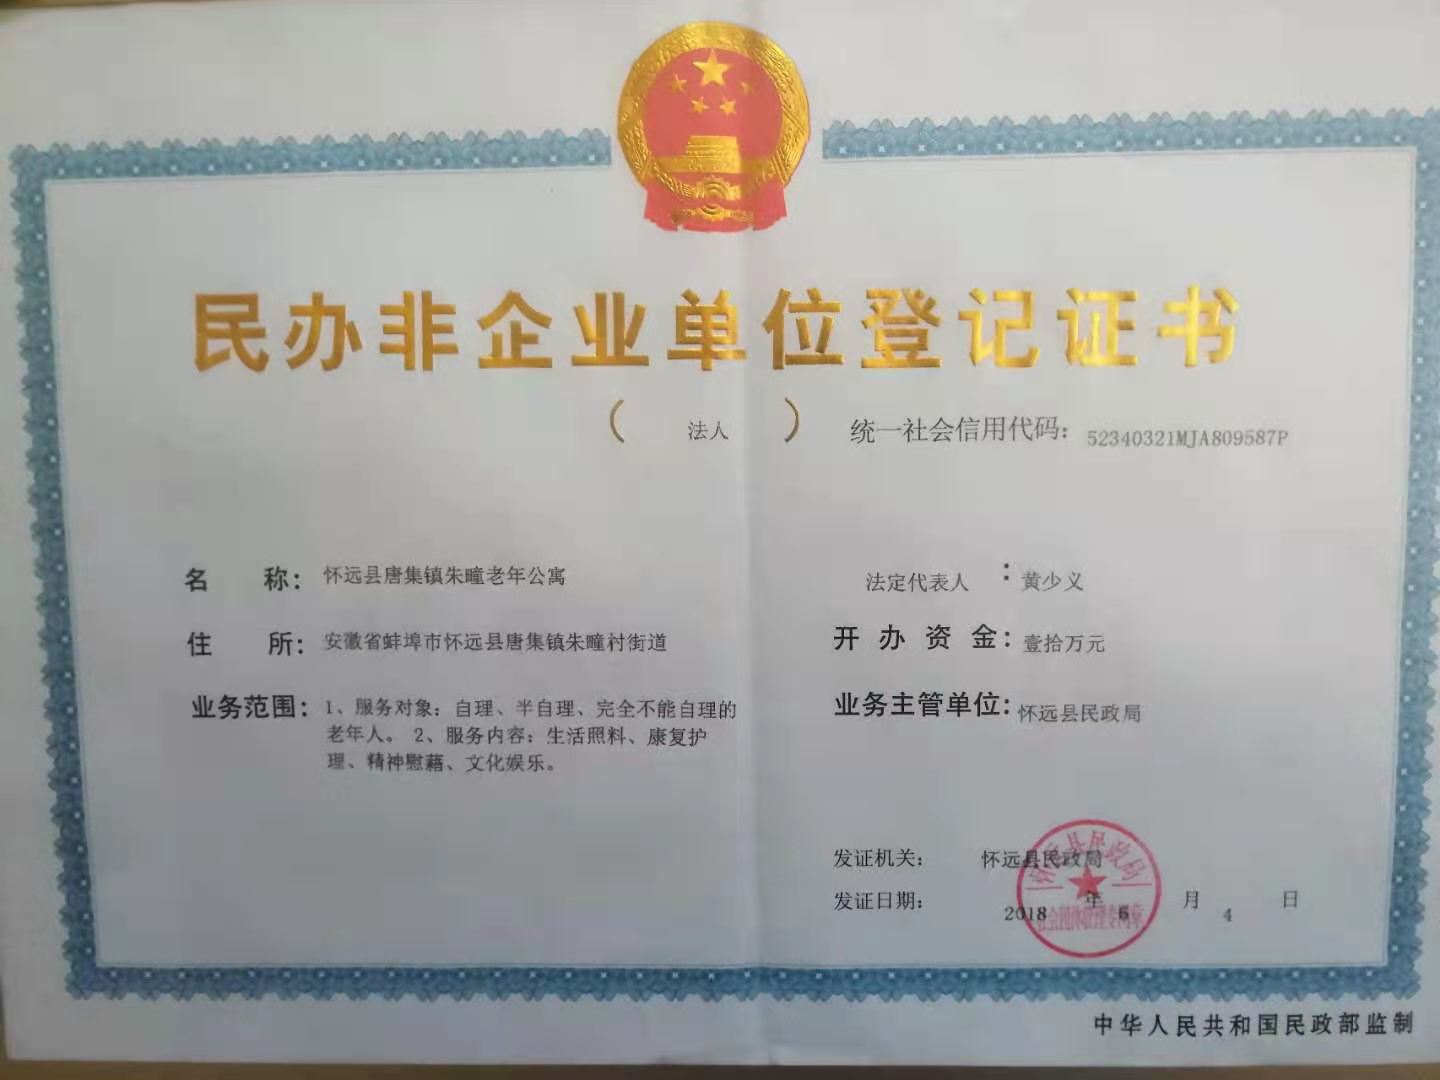 民办非企业单位登记证书
（ 法人 ） 统一社会信用代码：52340321MJA809587P
名 称：怀远县唐集镇朱疃老年公寓
法定代表人：黄少义
住 所：安徽省蚌埠市怀远县唐集镇朱疃村街道
开办资金：壹拾万元
业务范围：1、服务对象：自理、半自理、完全不能自理的
老年人。 2、服务内容：生活照料、康复护
理、精神慰藉、文化娱乐。
业务主管单位：怀远县民政局
发证机关： 怀远县民政局
发证日期： 2018 年 6 月 4 日
怀远县民政局
中华人民共和国民政部监制